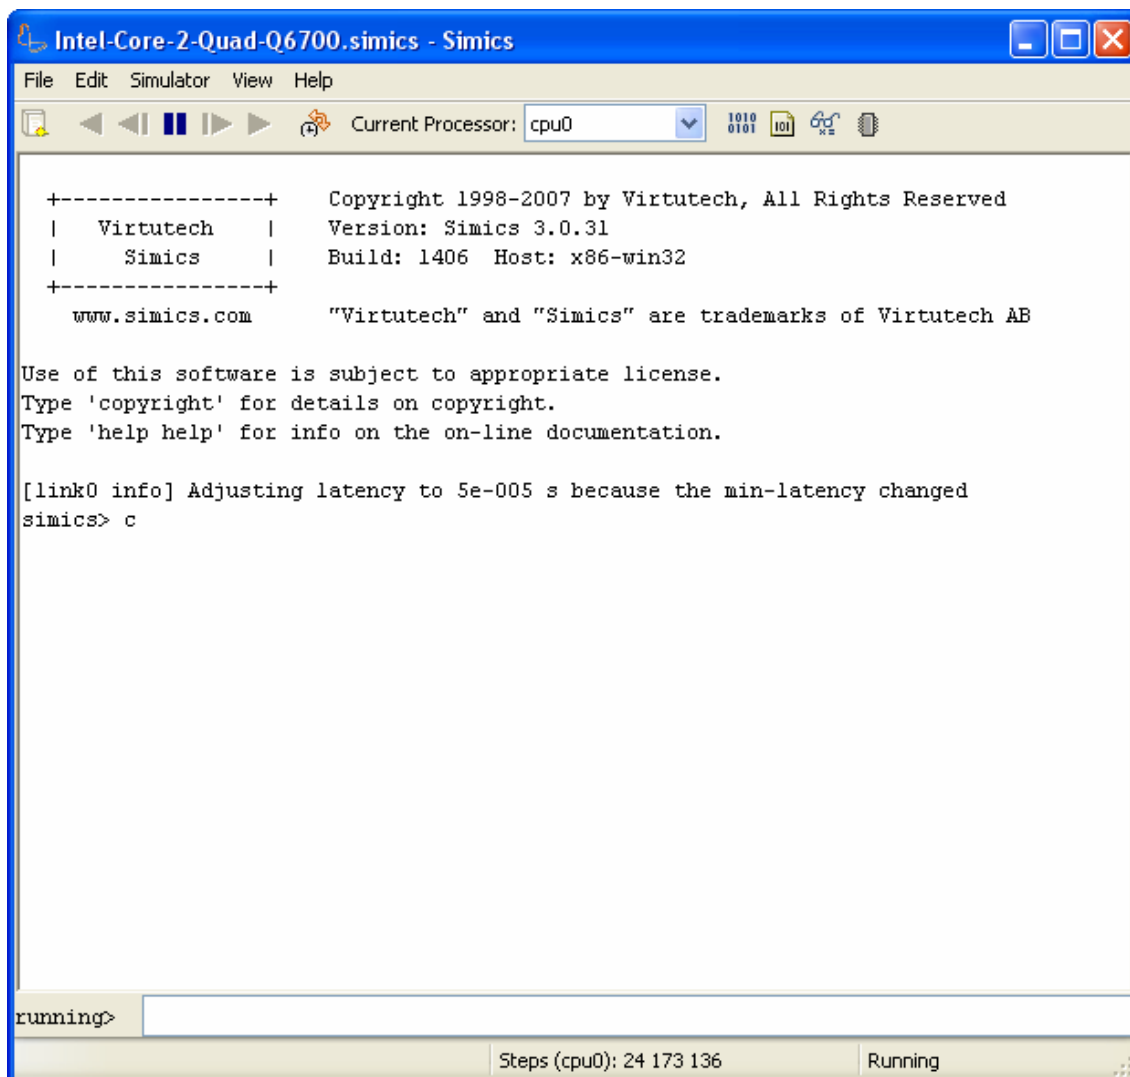 Intel-Core-2-Quad-Q6700.simics - Simics
File Edit Simulator View Help
Current Processor: cpu0 1010 0101 101
+----------------+ Copyright 1998-2007 by Virtutech, All Rights Reserved
| Virtutech | Version: Simics 3.0.31
| Simics | Build: 1406 Host: x86-win32
+----------------+
www.simics.com "Virtutech" and "Simics" are trademarks of Virtutech AB
Use of this software is subject to appropriate license.
Type 'copyright' for details on copyright.
Type 'help help' for info on the on-line documentation.
[link0 info] Adjusting latency to 5e-005 s because the min-latency changed
simics> c
running>
Steps (cpu0): 24 173 136 Running